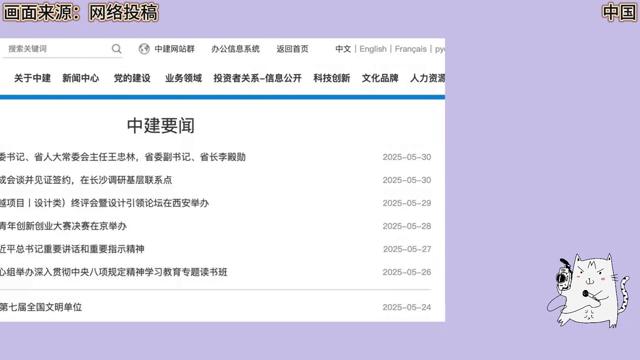 画面来源：网络投稿
中国
搜索关键词
中建网站群 办公信息系统 返回首页 中文 | English | Français | рус
关于中建 新闻中心 党的建设 业务领域 投资者关系-信息公开 科技创新 文化品牌 人力资源
中建要闻
委书记、省人大常委会主任王忠林，省委副书记、省长李殿勋 2025-05-30
成会谈并见证签约，在长沙调研基层联系点 2025-05-30
越项目丨设计类）终评会暨设计引领论坛在西安举办 2025-05-29
青年创新创业大赛决赛在京举办 2025-05-28
近平总书记重要讲话和重要指示精神 2025-05-27
心组举办深入贯彻中央八项规定精神学习教育专题读书班 2025-05-26
第七届全国文明单位 2025-05-24